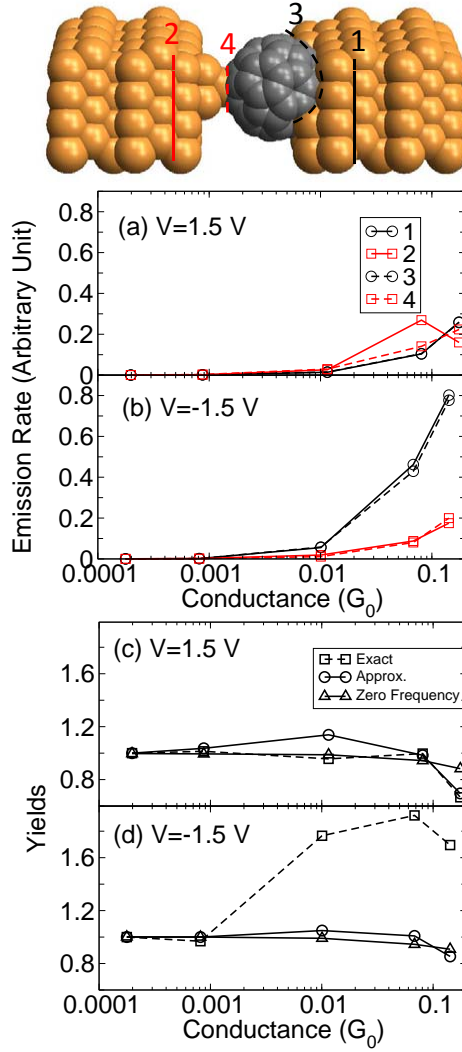 2
4
3
1
Emission Rate (Arbitrary Unit)
(a) V=1.5 V
0.8
0.6
0.4
0.2
0
1
2
3
4
(b) V=-1.5 V
0.8
0.6
0.4
0.2
0
0.0001 0.001 0.01 0.1
Conductance (G0)
Yields
(c) V=1.5 V
1.6
1.2
0.8
Exact
Approx.
Zero Frequency
(d) V=-1.5 V
1.6
1.2
0.8
0.0001 0.001 0.01 0.1
Conductance (G0)